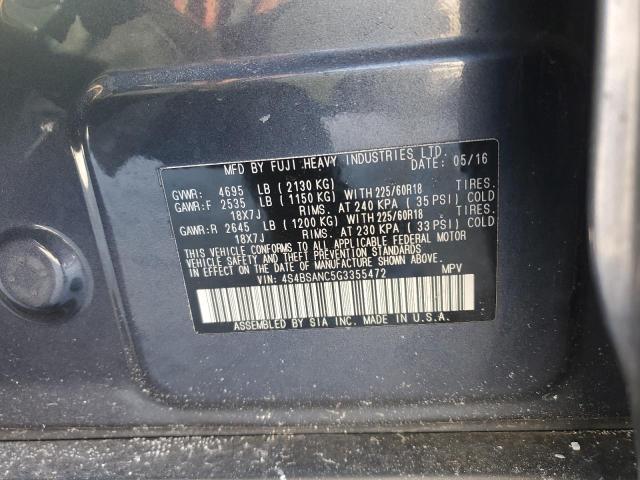 MFD BY FUJI HEAVY INDUSTRIES LTD.
DATE: 05/16
GVWR: 4695 LB (2130 KG)
GAWR:F 2535 LB (1150 KG) WITH 225/60R18 TIRES.
18X7J RIMS. AT 240 KPA (35 PSI) COLD
GAWR:R 2645 LB (1200 KG) WITH 225/60R18 TIRES.
18X7J RIMS. AT 230 KPA (33 PSI) COLD
THIS VEHICLE CONFORMS TO ALL APPLICABLE FEDERAL MOTOR
VEHICLE SAFETY AND THEFT PREVENTION STANDARDS
IN EFFECT ON THE DATE OF MANUFACTURE SHOWN ABOVE.
VIN: 4S4BSANC5G3355472 MPV
ASSEMBLED BY SIA INC. MADE IN U.S.A.